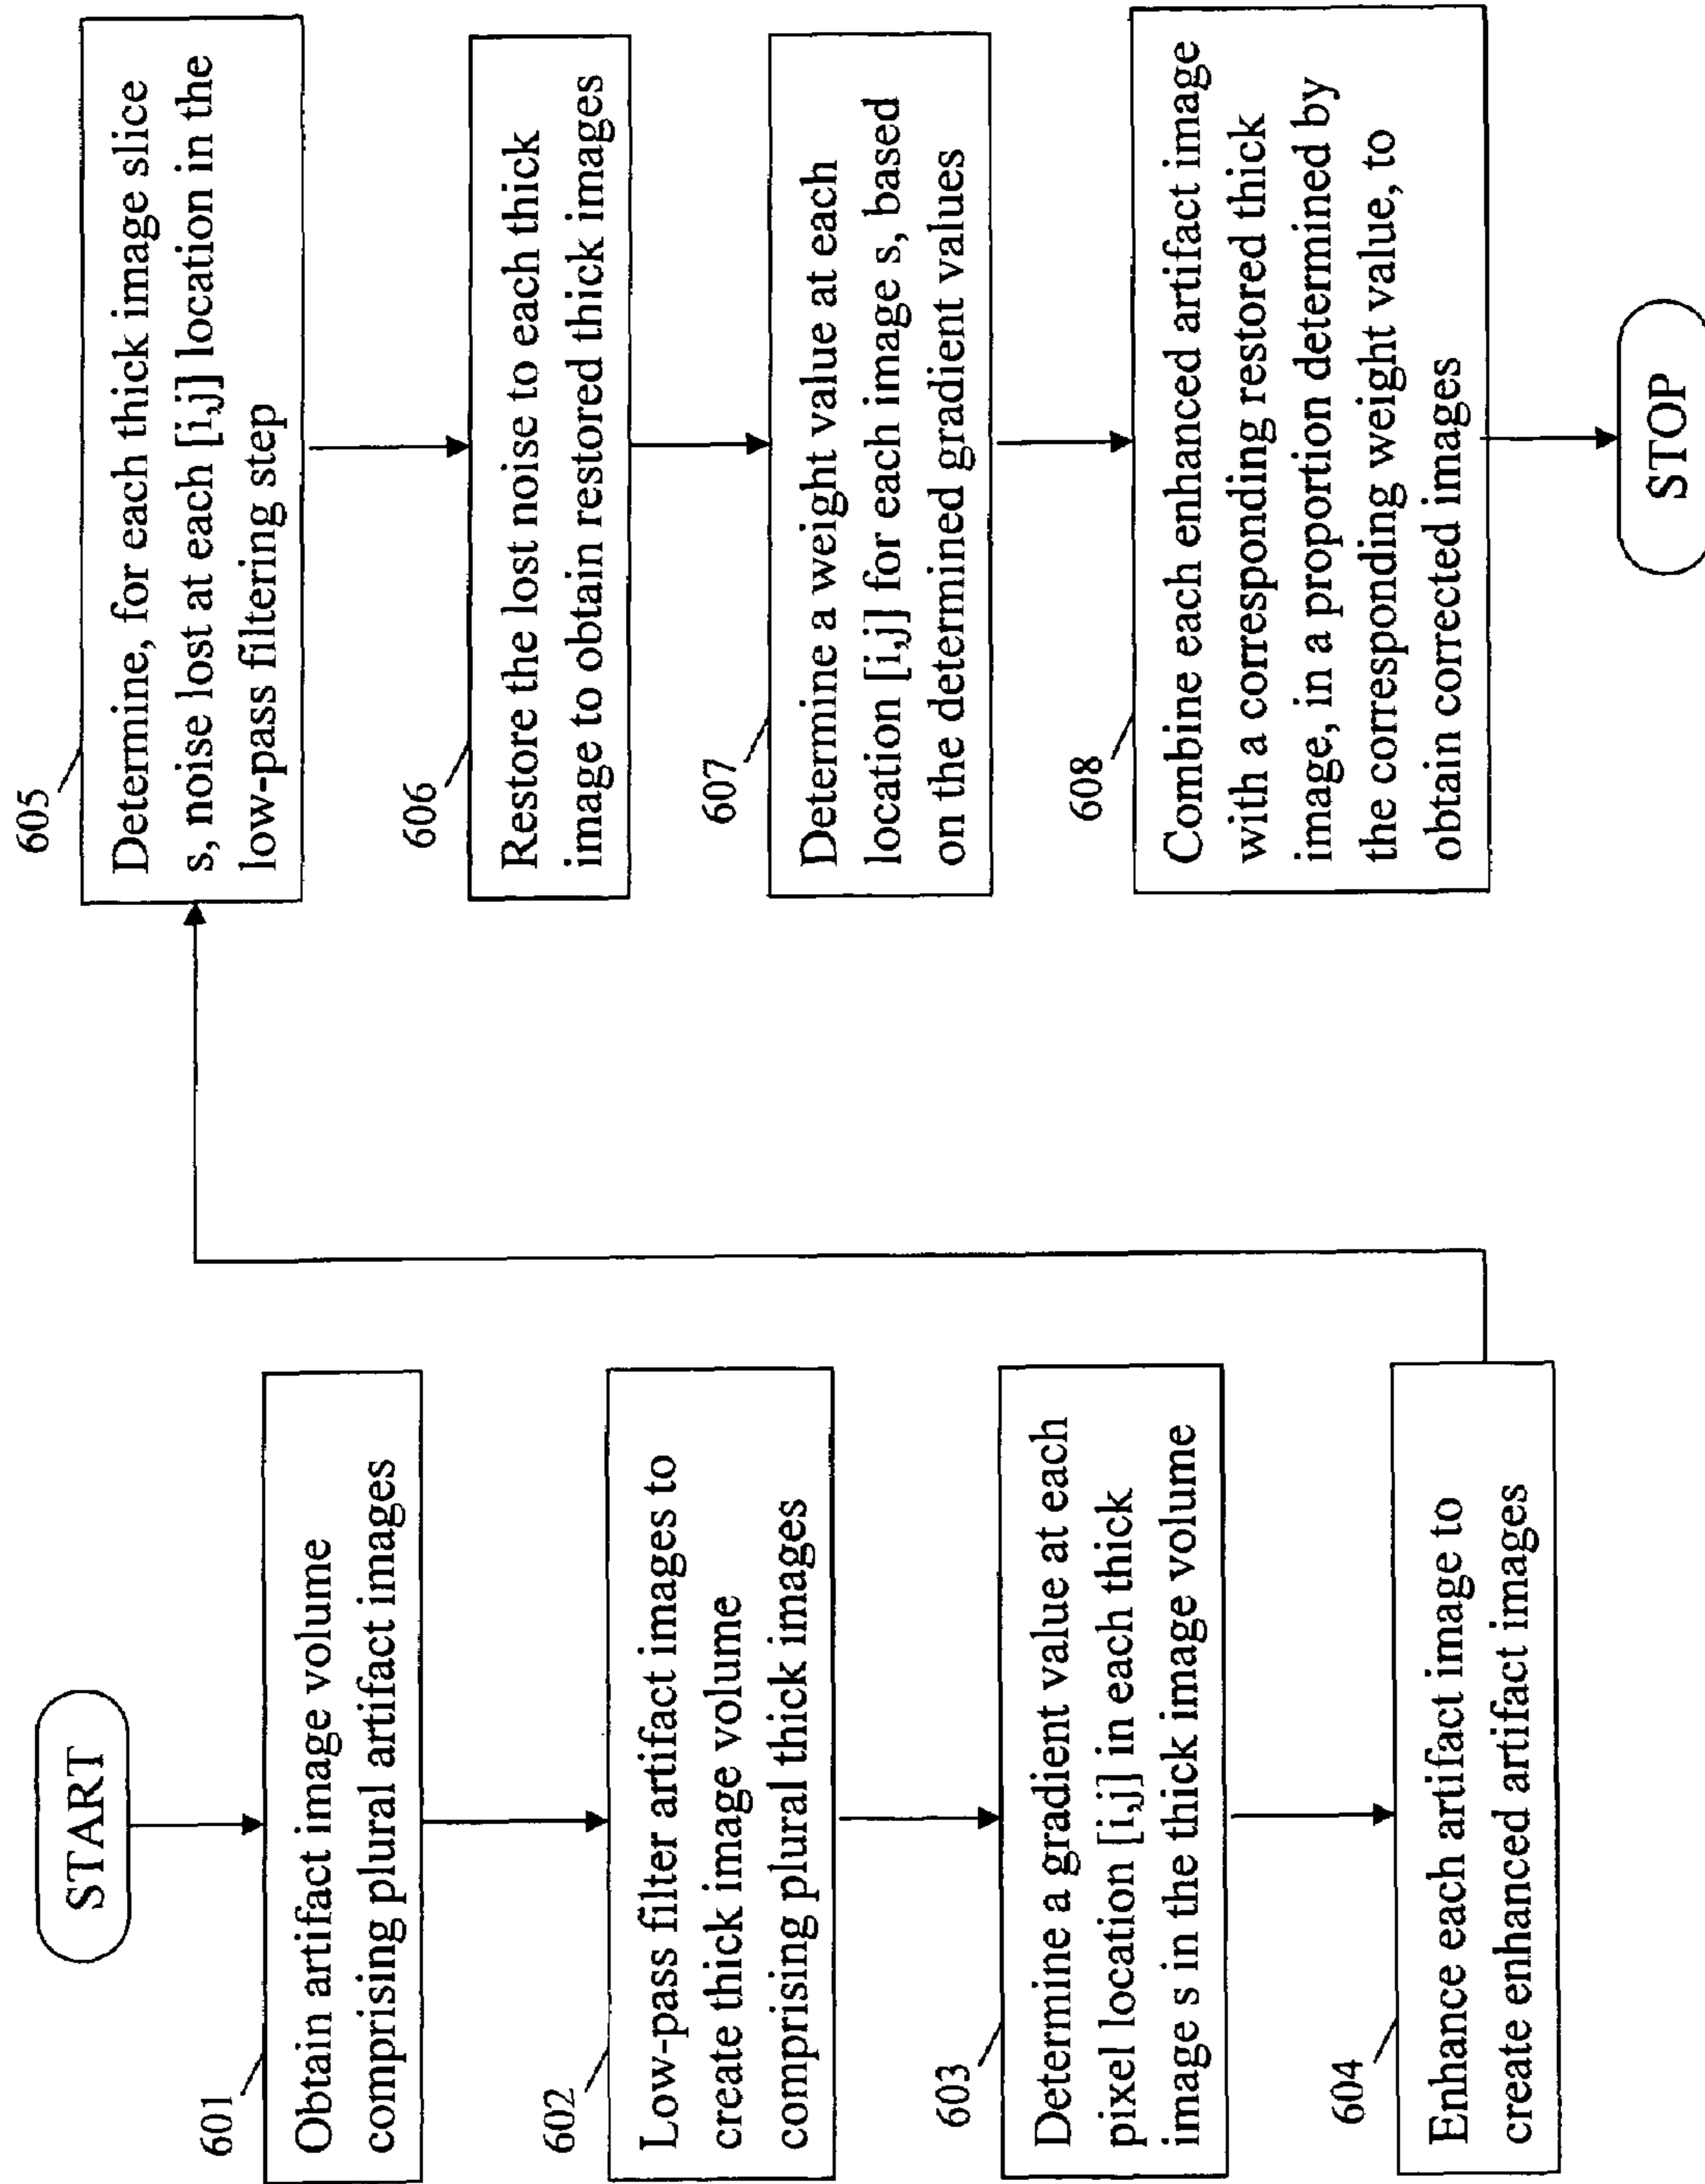 START
601
Obtain artifact image volume
comprising plural artifact images
602
Low-pass filter artifact images to
create thick image volume
comprising plural thick images
603
Determine a gradient value at each
pixel location [i,j] in each thick
image s in the thick image volume
604
Enhance each artifact image to
create enhanced artifact images
605
Determine, for each thick image slice
s, noise lost at each [i,j] location in the
low-pass filtering step
606
Restore the lost noise to each thick
image to obtain restored thick images
607
Determine a weight value at each
location [i,j] for each image s, based
on the determined gradient values
608
Combine each enhanced artifact image
with a corresponding restored thick
image, in a proportion determined by
the corresponding weight value, to
obtain corrected images
STOP